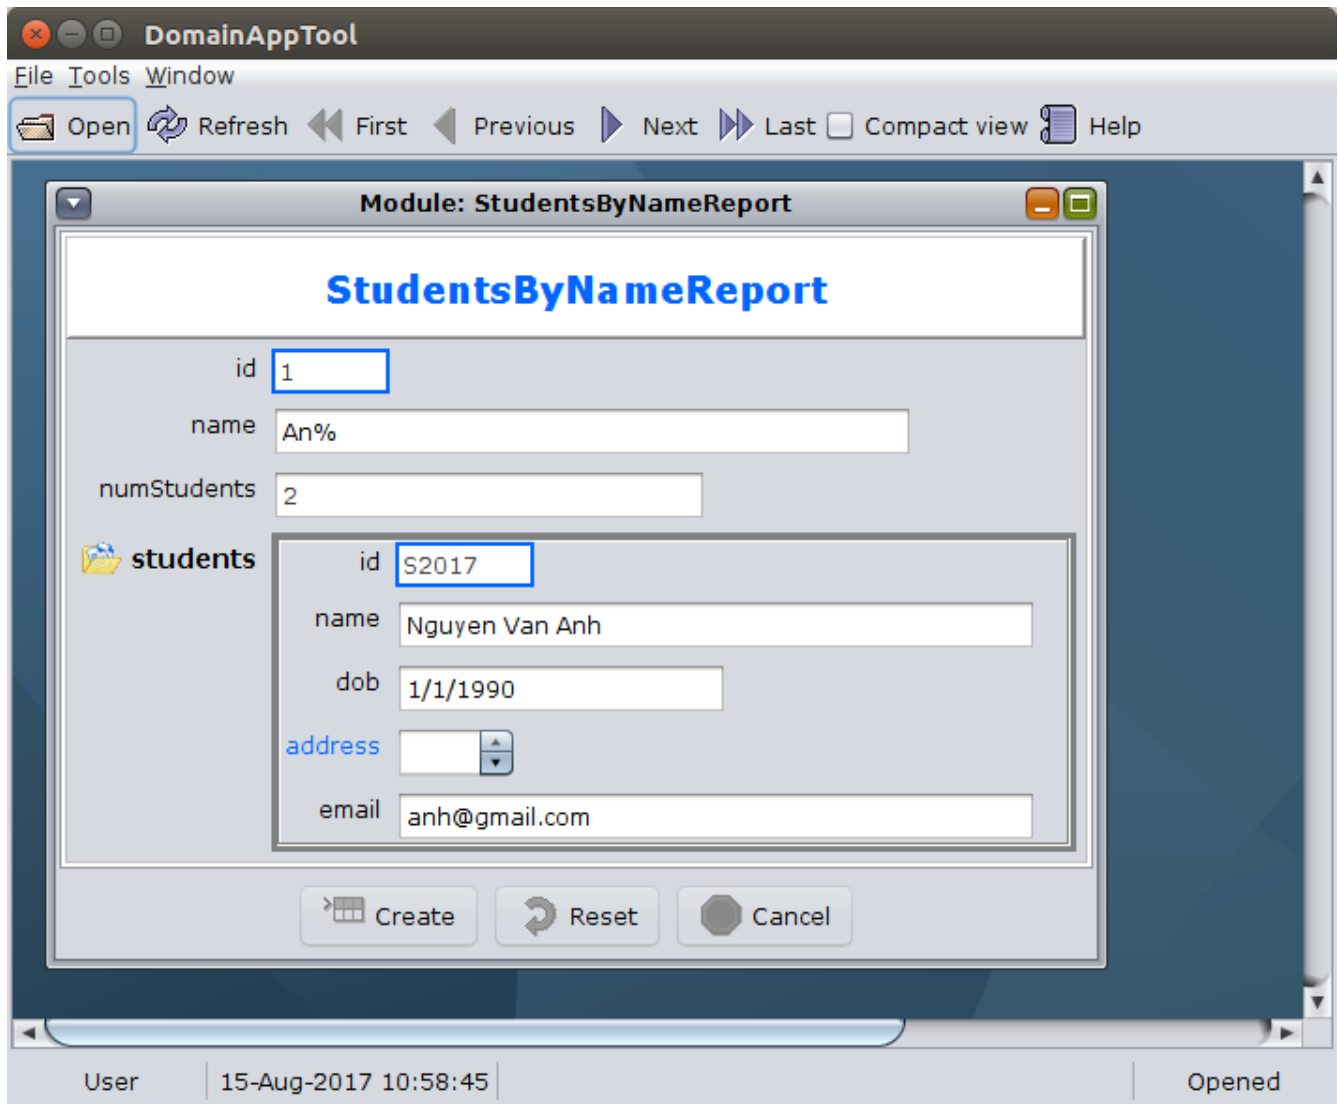 DomainAppTool
File Tools Window
Open Refresh First Previous Next Last Compact view Help
Module: StudentsByNameReport
StudentsByNameReport
id 1
name An%
numStudents 2
students id S2017
name Nguyen Van Anh
dob 1/1/1990
address
email anh@gmail.com
Create Reset Cancel
User 15-Aug-2017 10:58:45 Opened